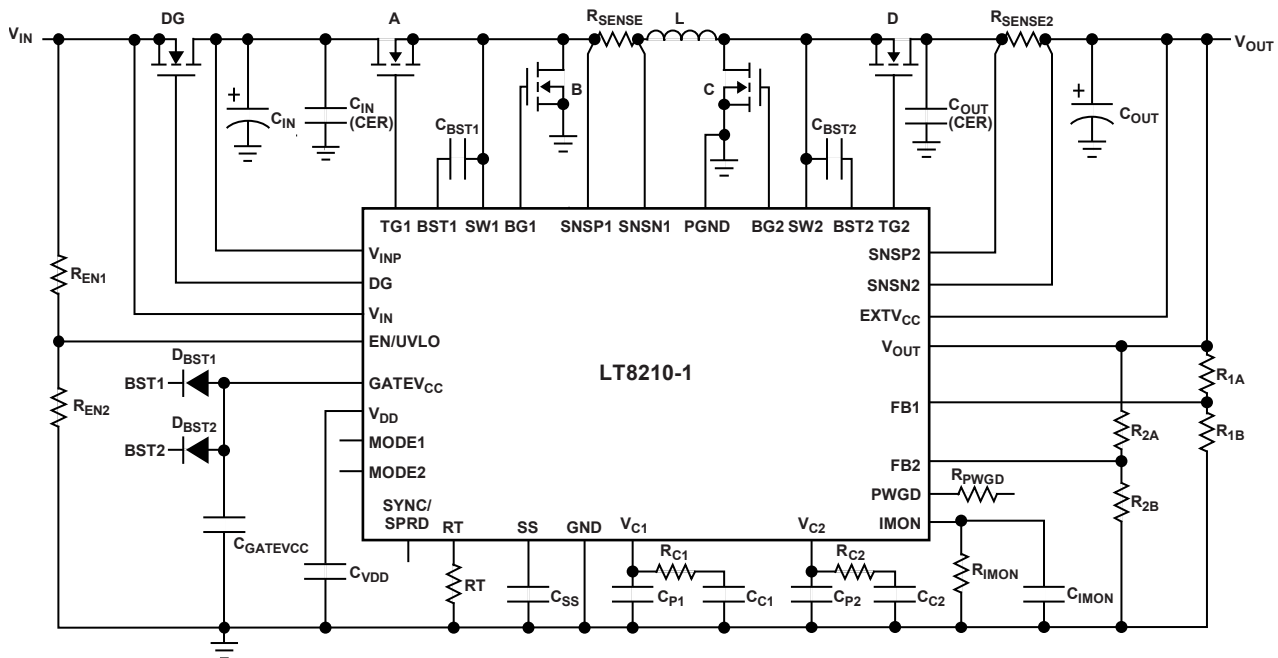 DG
A
RSENSE
L
D
RSENSE2
VIN
VOUT
B
C
+
CIN
CIN
(CER)
CBST1
CBST2
COUT
(CER)
+
COUT
TG1 BST1 SW1 BG1 SNSP1 SNSN1 PGND BG2 SW2 BST2 TG2
VINP
DG
VIN
EN/UVLO
GATEVCC
VDD
MODE1
MODE2
SYNC/
SPRD
RT
SS
GND
VC1
VC2
SNSP2
SNSN2
EXTVCC
VOUT
FB1
FB2
PWGD
IMON
LT8210-1
REN1
REN2
DBST1
BST1
DBST2
BST2
CGATEVCC
CVDD
RT
CSS
RC1
CP1
CC1
RC2
CP2
CC2
RIMON
CIMON
RPWGD
R1A
R1B
R2A
R2B